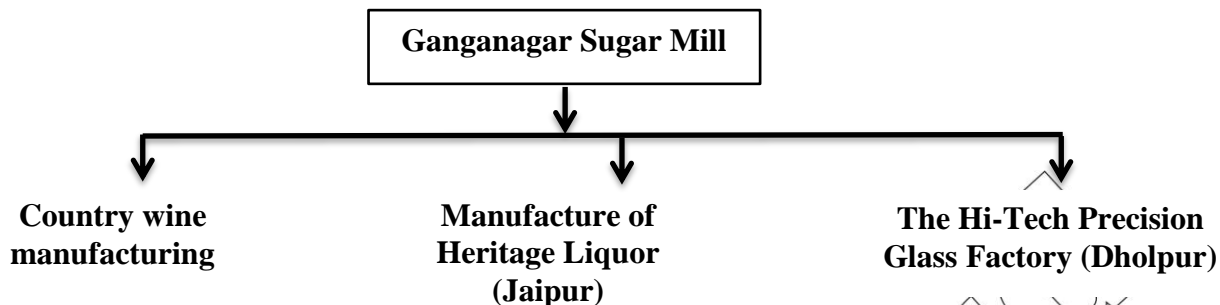 Ganganagar Sugar Mill
Country wine
manufacturing
Manufacture of
Heritage Liquor
(Jaipur)
The Hi-Tech Precision
Glass Factory (Dholpur)